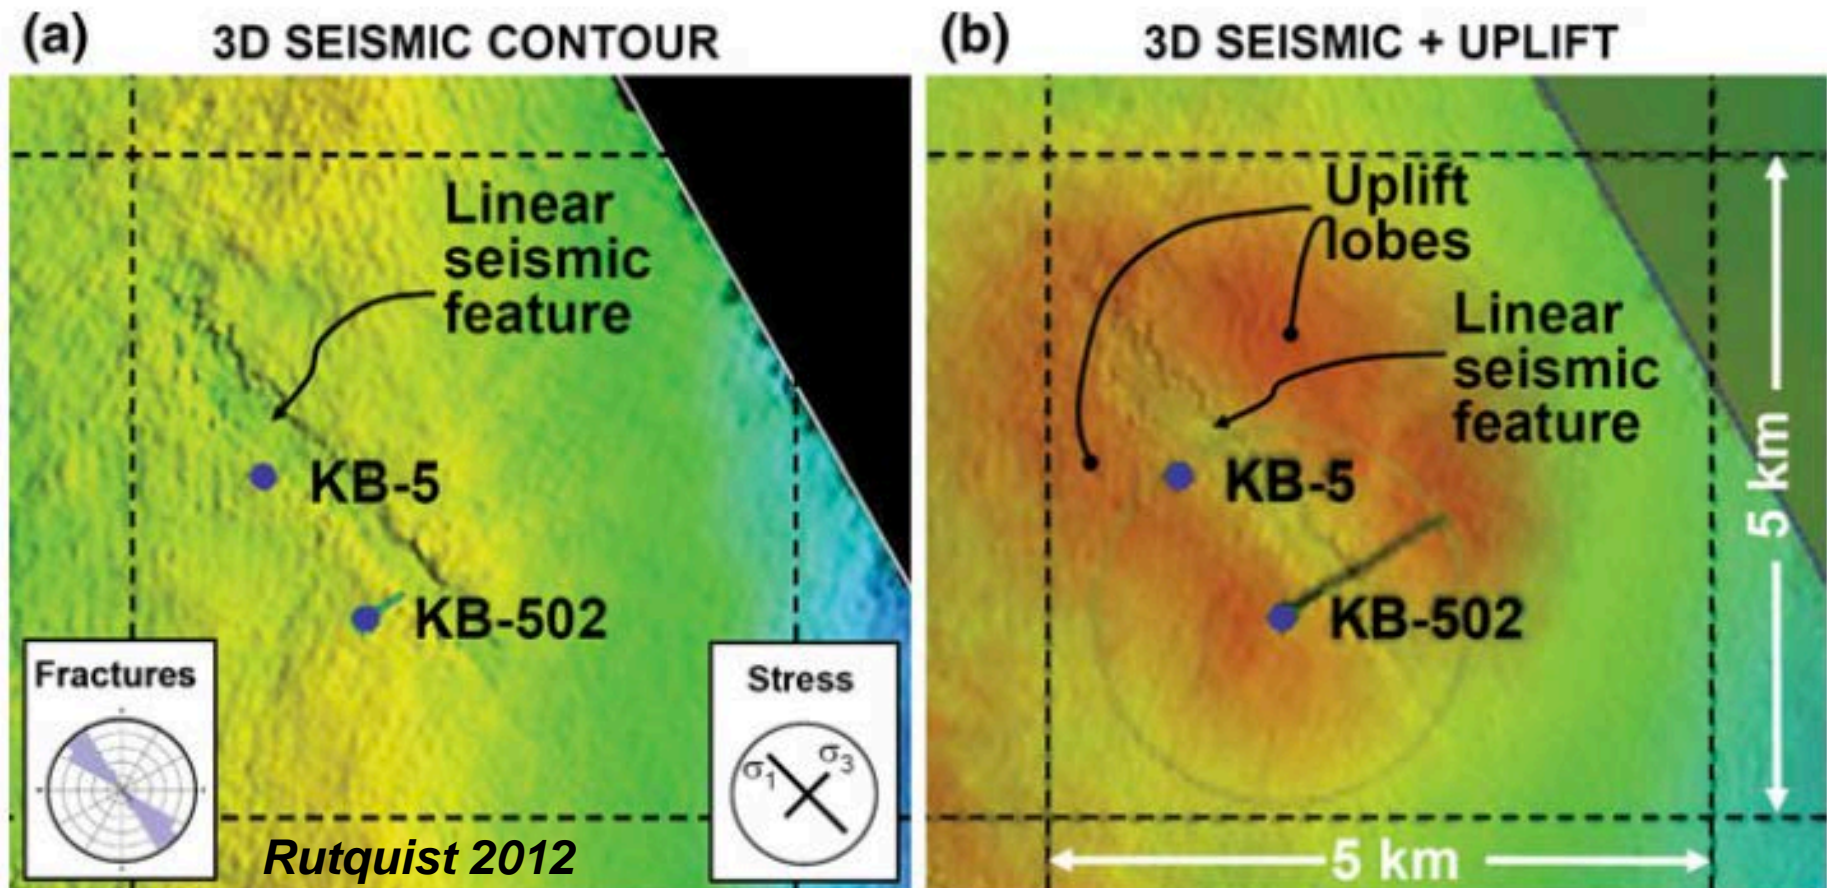 (a) 3D SEISMIC CONTOUR
Linear
seismic
feature
KB-5
KB-502
Fractures
Stress
σ1 σ3
Rutquist 2012
(b) 3D SEISMIC + UPLIFT
Uplift
lobes
Linear
seismic
feature
KB-5
KB-502
5 km
5 km